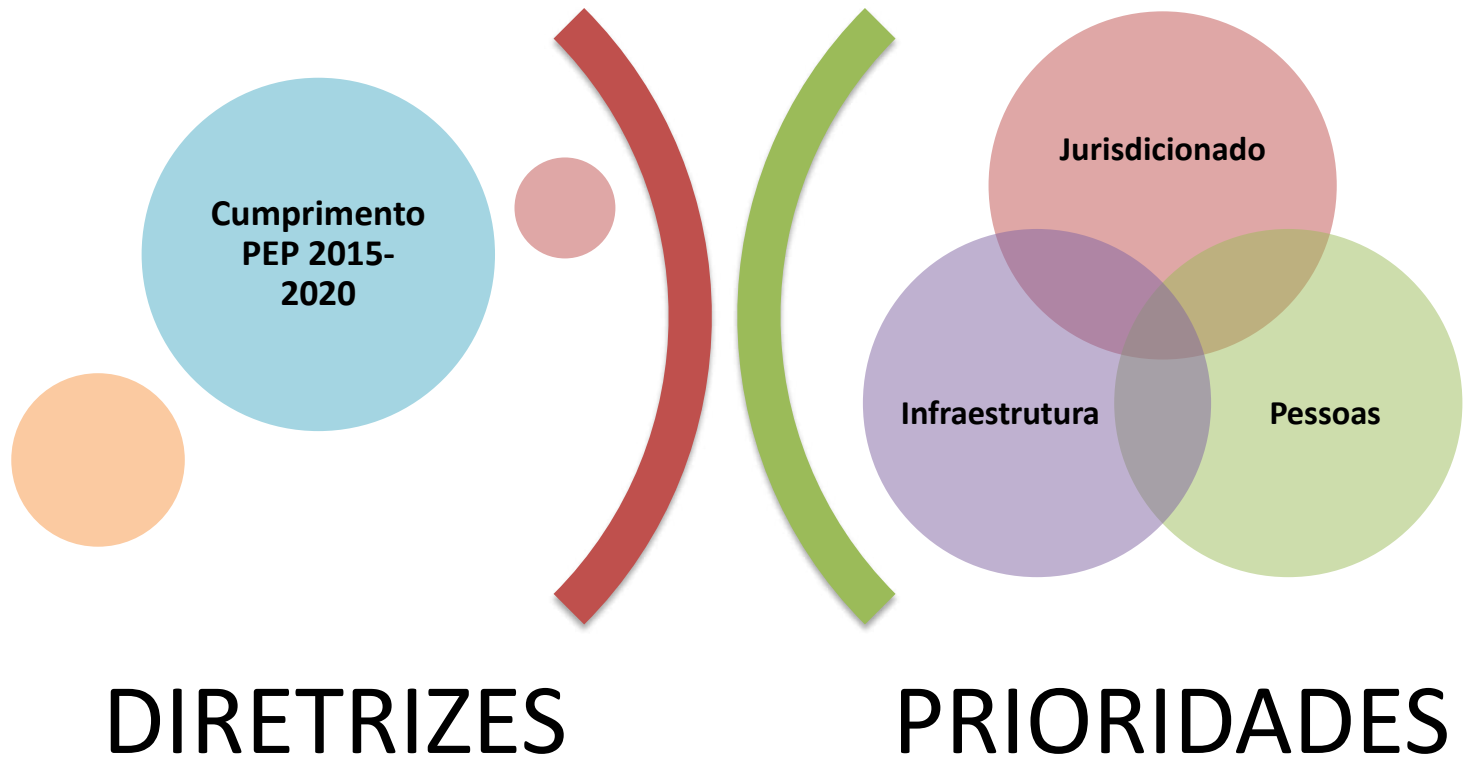 Cumprimento
PEP 2015-
2020
Jurisdicionado
Infraestrutura
Pessoas
DIRETRIZES
PRIORIDADES